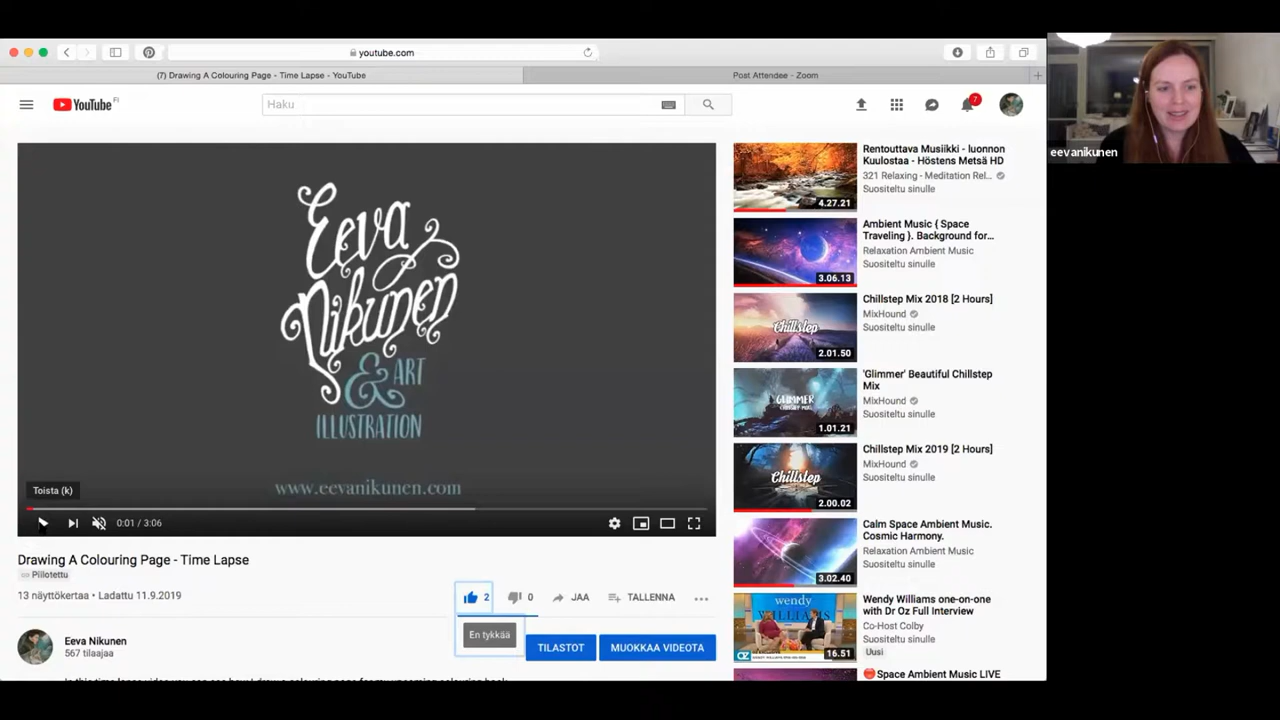 youtube.com
(7) Drawing A Colouring Page - Time Lapse - YouTube
Post Attendee - Zoom
YouTube FI
Haku
7
eevanikunen
Eeva
Nikunen
& ART
ILLUSTRATION
www.eevanikunen.com
Toista (k)
0:01 / 3:06
Drawing A Colouring Page - Time Lapse
Piilotettu
13 näyttökertaa • Ladattu 11.9.2019
2
0
JAA
TALLENNA
En tykkää
Eeva Nikunen
567 tilaajaa
TILASTOT
MUOKKAA VIDEOTA
Rentouttava Musiikki - luonnon
Kuulostaa - Höstens Metsä HD
321 Relaxing - Meditation Rel...
Suositeltu sinulle
4.27.21
Ambient Music { Space
Traveling }. Background for...
Relaxation Ambient Music
Suositeltu sinulle
3.06.13
Chillstep Mix 2018 [2 Hours]
MixHound
Suositeltu sinulle
Chillstep
2.01.50
'Glimmer' Beautiful Chillstep
Mix
MixHound
Suositeltu sinulle
GLIMMER
1.01.21
Chillstep Mix 2019 [2 Hours]
MixHound
Suositeltu sinulle
Chillstep
2.00.02
Calm Space Ambient Music.
Cosmic Harmony.
Relaxation Ambient Music
Suositeltu sinulle
3.02.40
Wendy Williams one-on-one
with Dr Oz Full Interview
Co-Host Colby
Suositeltu sinulle
Uusi
wendy
WILLIAMS
OZ
16.51
Space Ambient Music LIVE